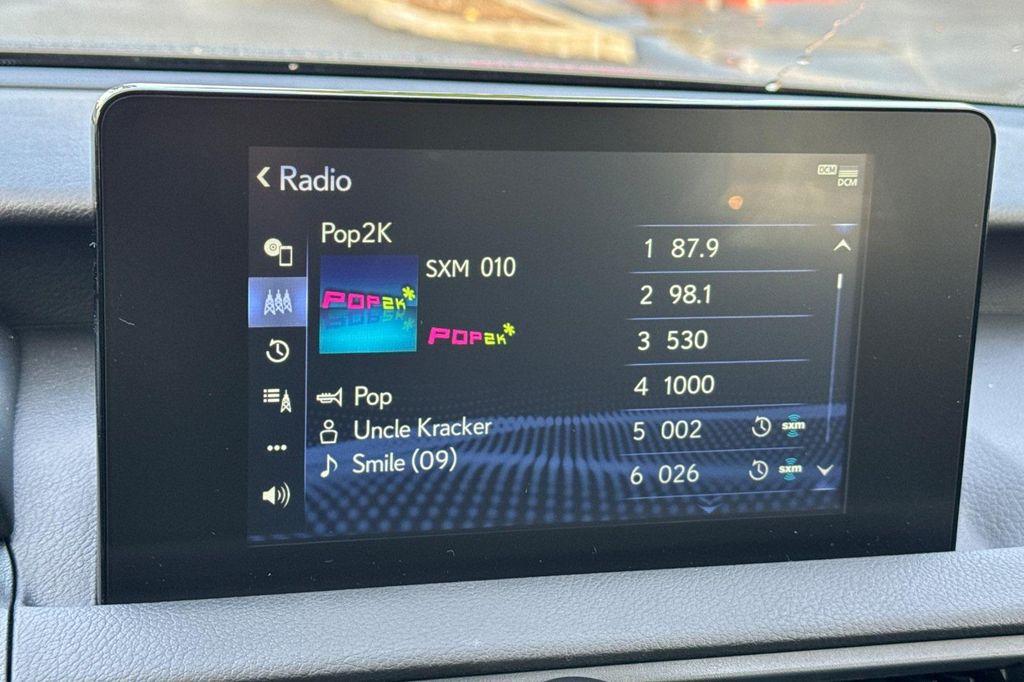 Radio
DCM
DCM
Pop2K
SXM 010
POP2K*
POP2K*
Pop
Uncle Kracker
Smile (09)
1 87.9
2 98.1
3 530
4 1000
5 002 sxm
6 026 sxm